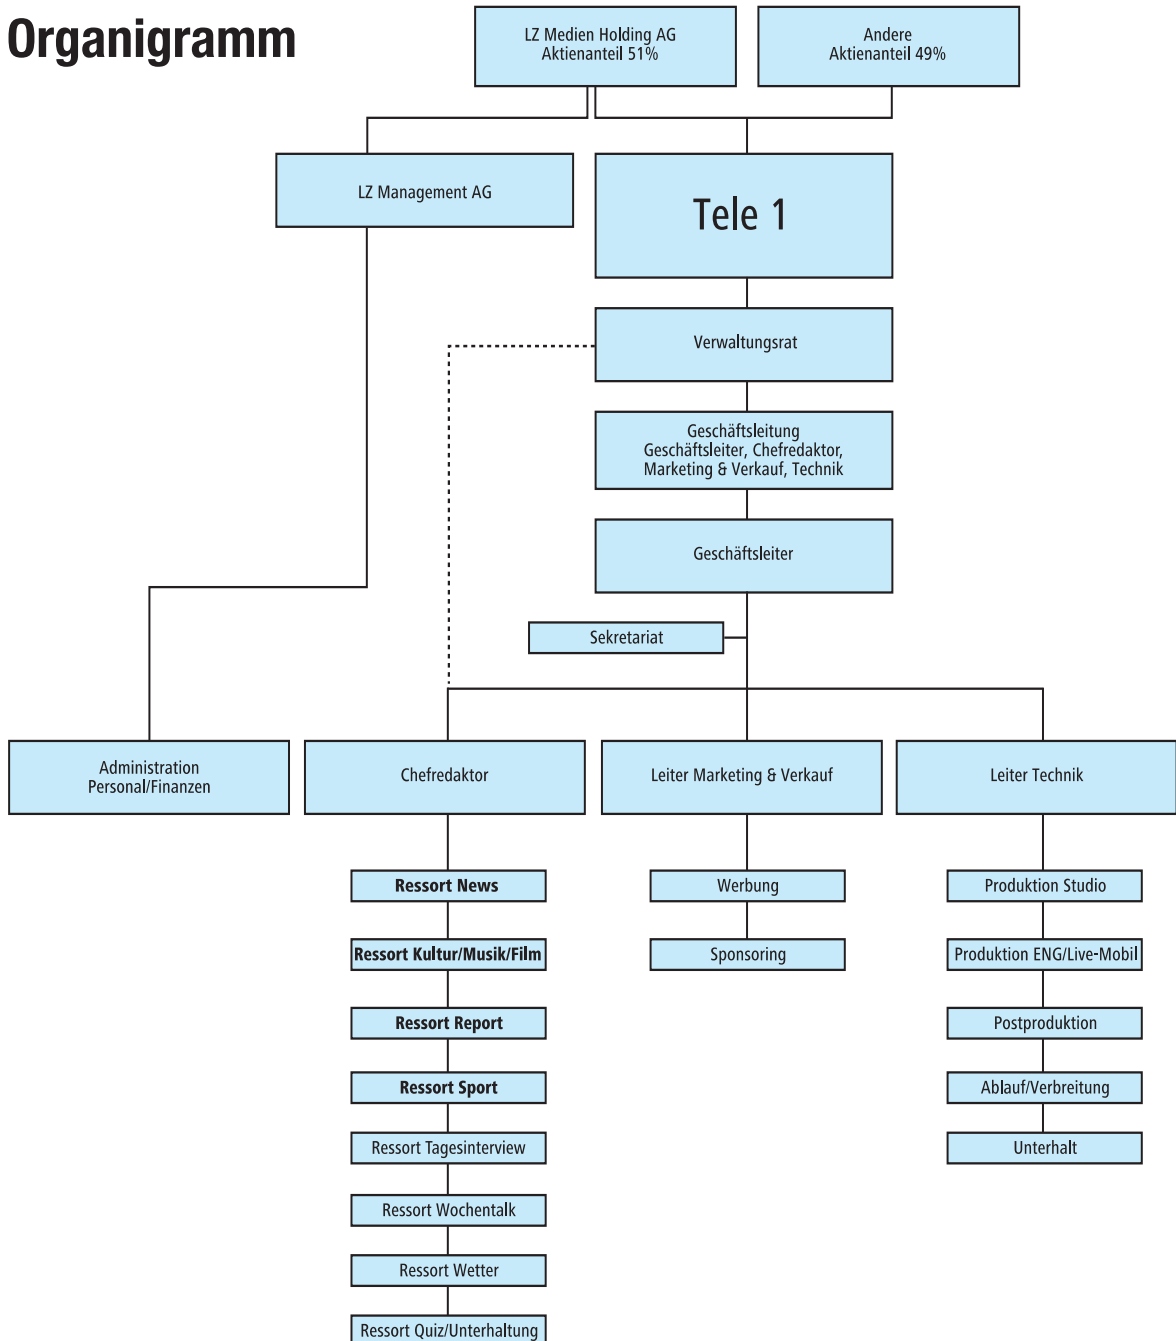 Organigramm
LZ Medien Holding AG
Aktienanteil 51%
Andere
Aktienanteil 49%
LZ Management AG
Tele 1
Verwaltungsrat
Geschäftsleitung
Geschäftsleiter, Chefredaktor,
Marketing & Verkauf, Technik
Geschäftsleiter
Sekretariat
Administration
Personal/Finanzen
Chefredaktor
Leiter Marketing & Verkauf
Leiter Technik
Ressort News
Ressort Kultur/Musik/Film
Ressort Report
Ressort Sport
Ressort Tagesinterview
Ressort Wochentalk
Ressort Wetter
Ressort Quiz/Unterhaltung
Werbung
Sponsoring
Produktion Studio
Produktion ENG/Live-Mobil
Postproduktion
Ablauf/Verbreitung
Unterhalt